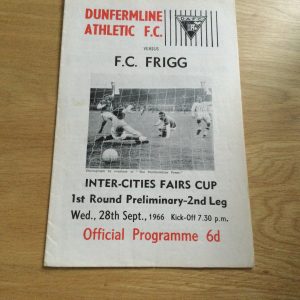 DUNFERMLINE
ATHLETIC F.C.
D.A.F.C.
VERSUS
F.C. FRIGG
INTER-CITIES FAIRS CUP
1st Round Preliminary-2nd Leg
Wed., 28th Sept., 1966 Kick-Off 7.30 p.m.
Official Programme 6d